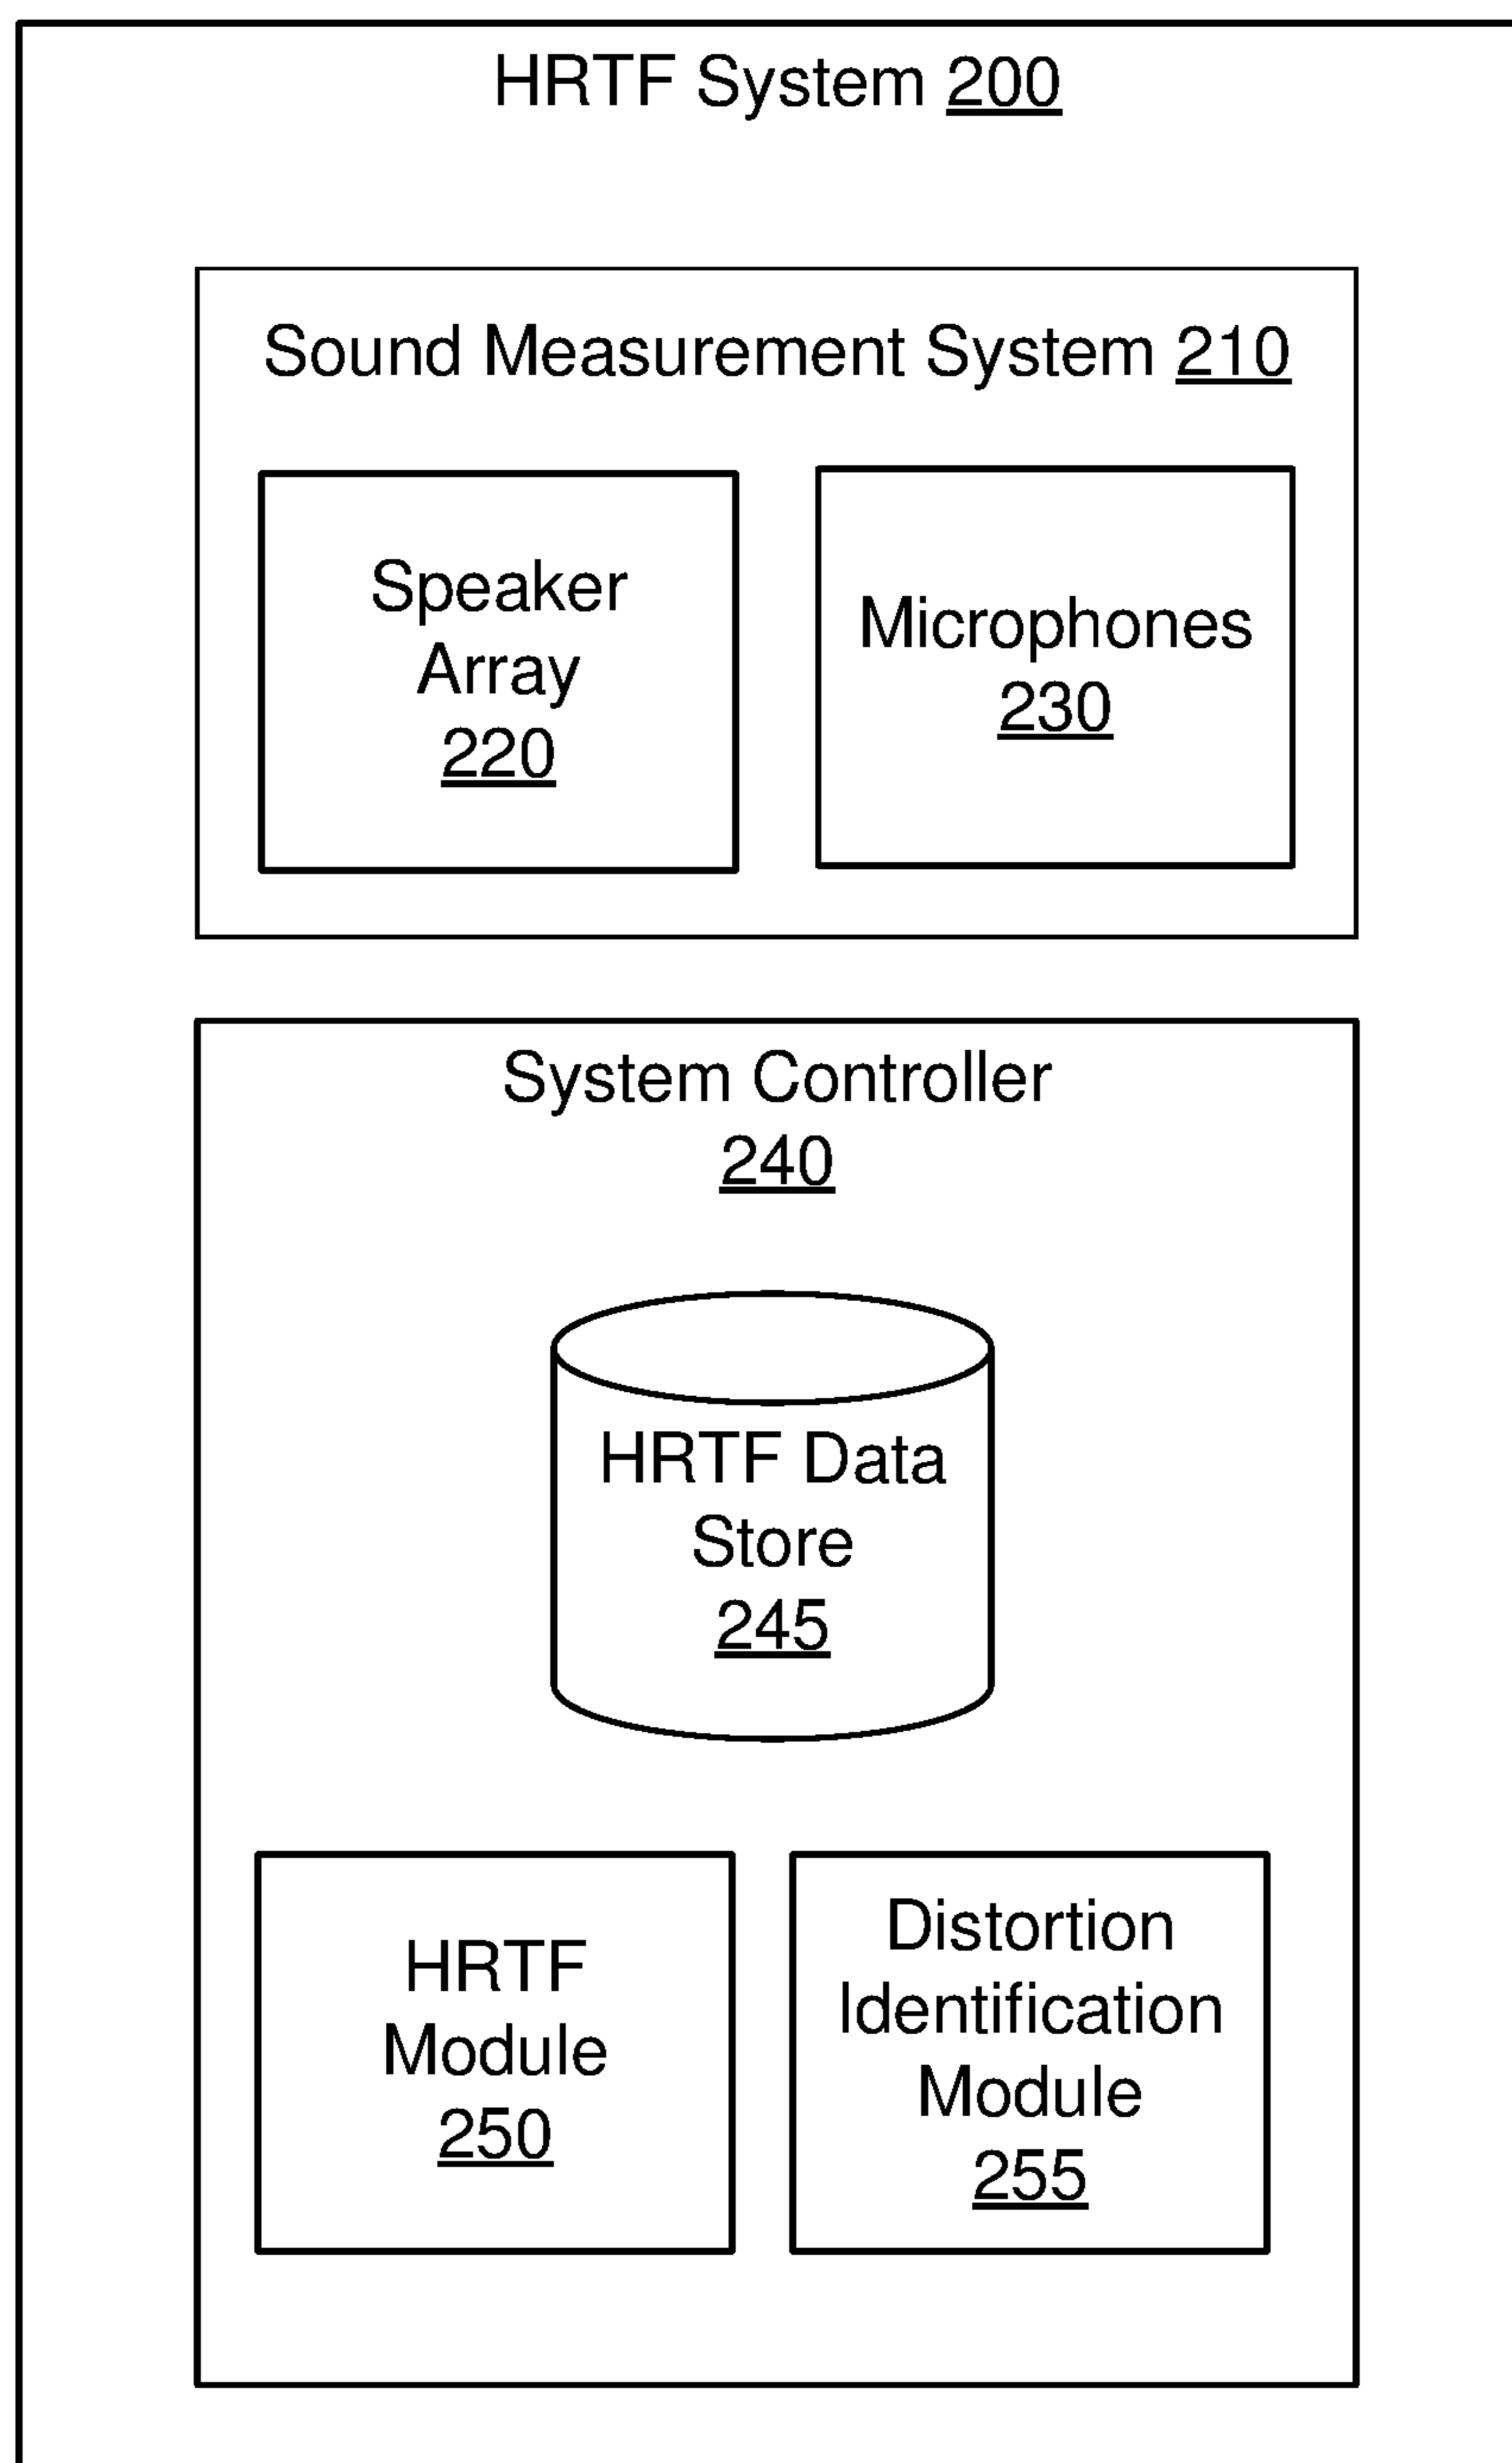 HRTF System 200
Sound Measurement System 210
Speaker
Array
220
Microphones
230
System Controller
240
HRTF Data
Store
245
HRTF
Module
250
Distortion
Identification
Module
255